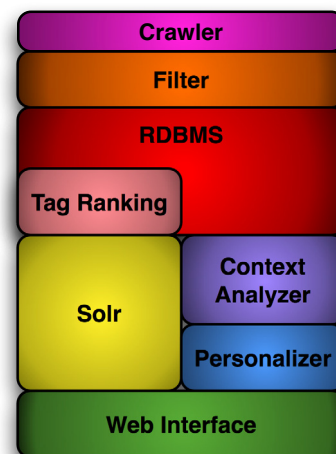 Crawler
Filter
RDBMS
Tag Ranking
Solr
Context
Analyzer
Personalizer
Web Interface